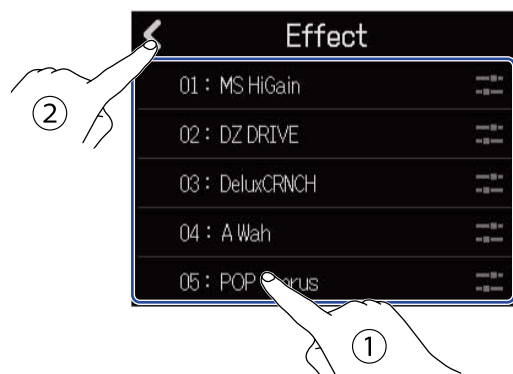 Effect
01 : MS HiGain
02 : DZ DRIVE
03 : DeluxCRNCH
04 : A Wah
05 : POP
②
①